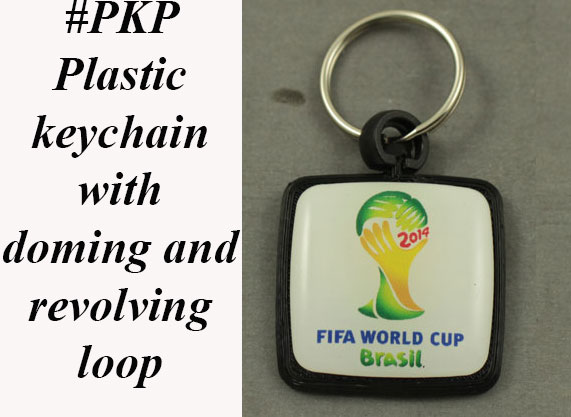 #PKP
Plastic
keychain
with
doming and
revolving
loop
2014
FIFA WORLD CUP
Brasil